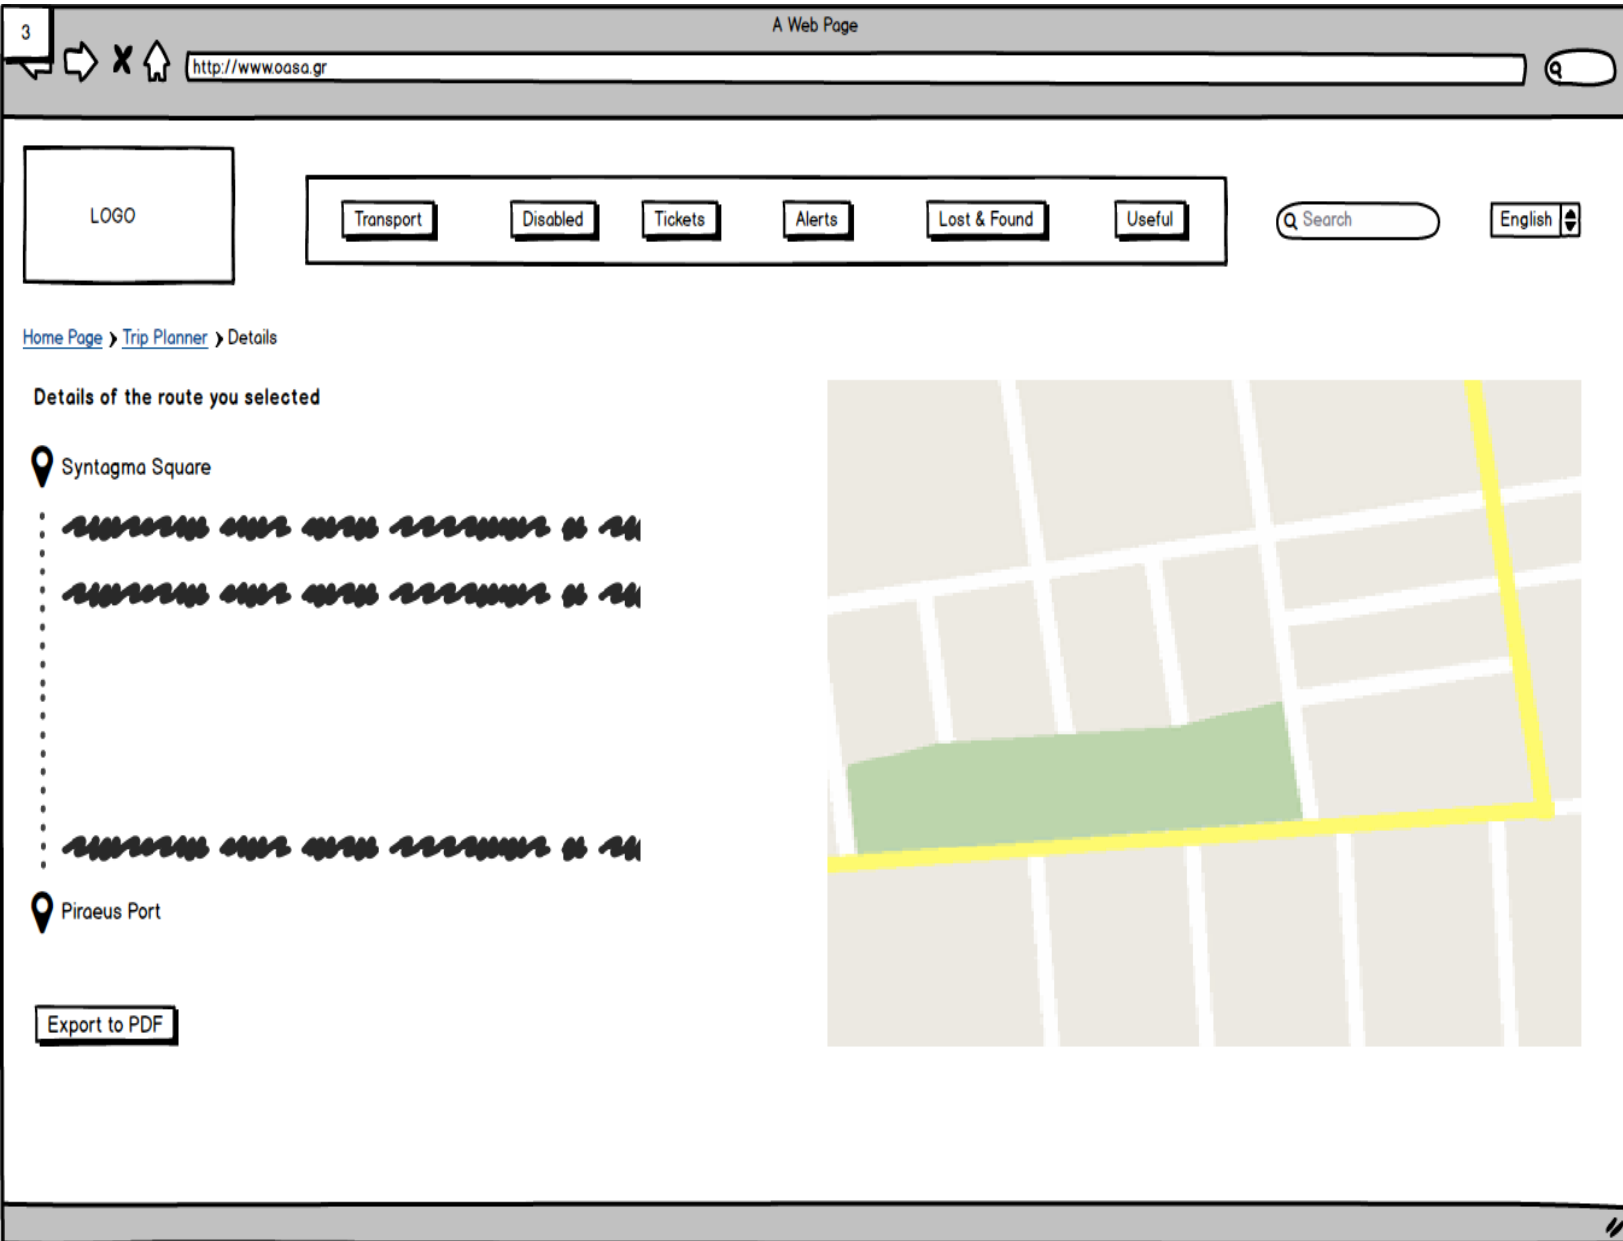 3
A Web Page
http://www.oasa.gr
LOGO
Transport
Disabled
Tickets
Alerts
Lost & Found
Useful
Search
English
Home Page
Trip Planner
Details
Details of the route you selected
Syntagma Square
Piraeus Port
Export to PDF